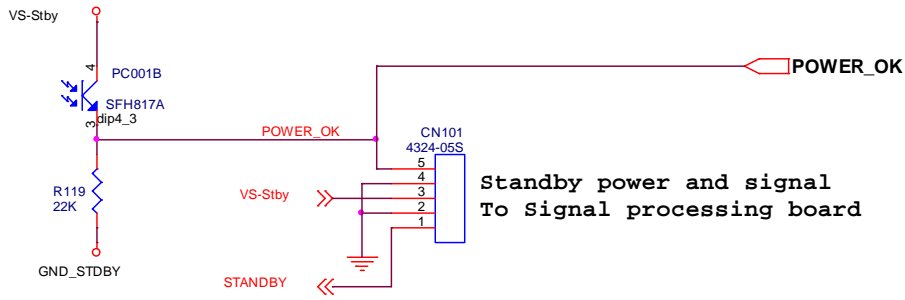 VS-Stby
4
PC001B
SFH817A
dip4_3
3
POWER_OK
POWER_OK
CN101
4324-05S
5
4
3
2
1
VS-Stby
STANDBY
Standby power and signal
To Signal processing board
R119
22K
GND_STDBY